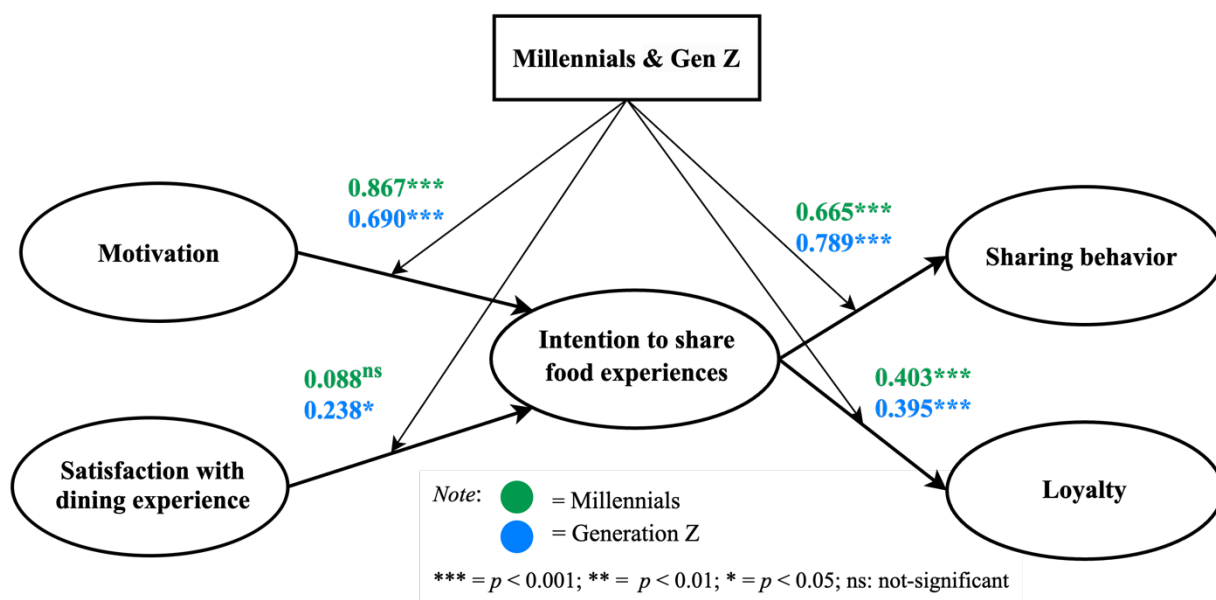 Millennials & Gen Z
0.867***
0.690***
0.665***
0.789***
Motivation
Sharing behavior
Intention to share
food experiences
0.088ns
0.238*
0.403***
0.395***
Satisfaction with
dining experience
Loyalty
Note:
= Millennials
= Generation Z
*** = p < 0.001; ** = p < 0.01; * = p < 0.05; ns: not-significant